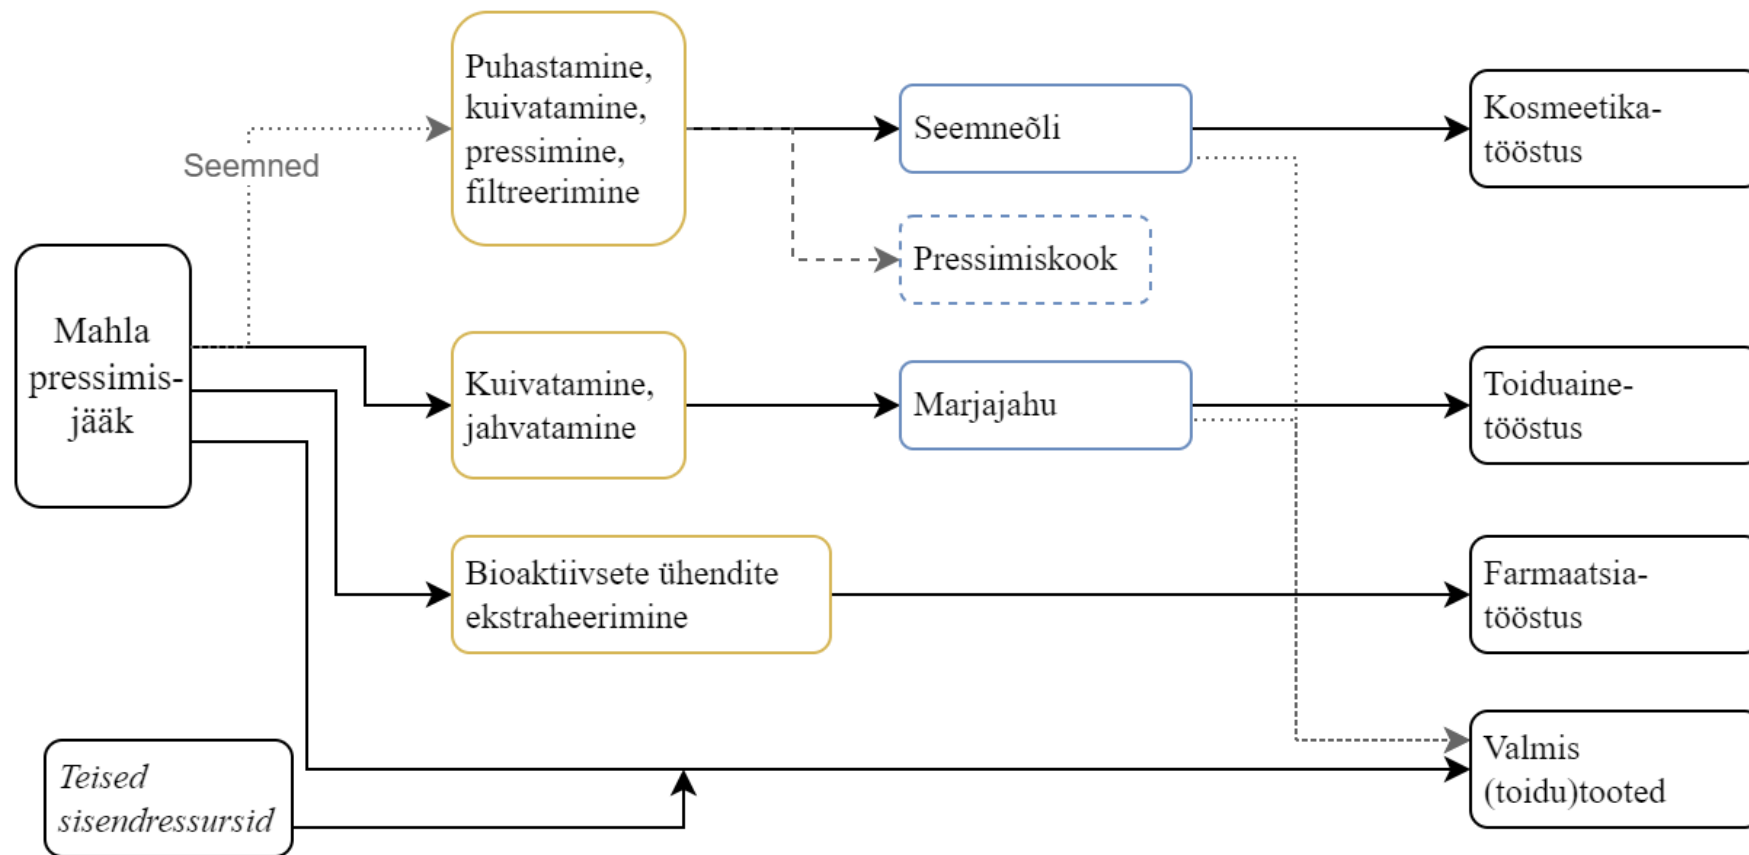 Puhastamine,
kuivatamine,
pressimine,
filtreerimine
Seemneõli
Kosmeetika-
tööstus
Seemned
Pressimiskook
Mahla
pressimis-
jääk
Kuivatamine,
jahvatamine
Marjajahu
Toiduaine-
tööstus
Bioaktiivsete ühendite
ekstraheerimine
Farmaatsia-
tööstus
Teised
sisendressursid
Valmis
(toidu)tooted